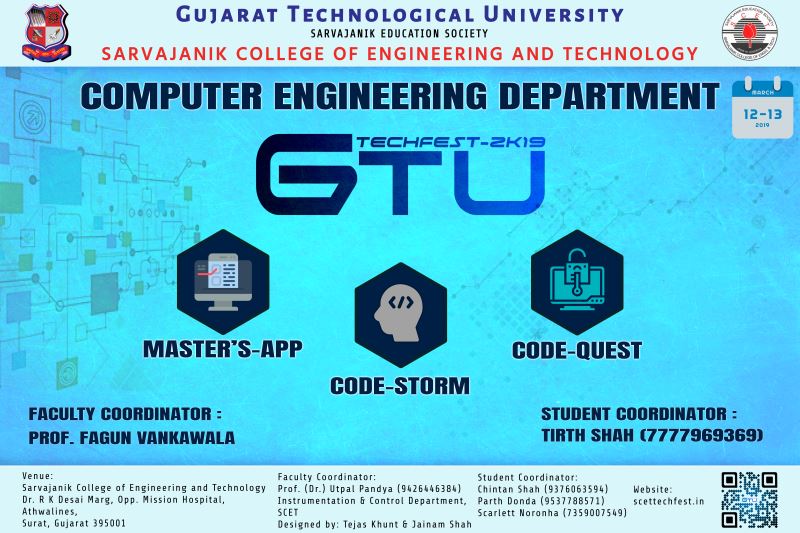 GUJARAT TECHNOLOGICAL UNIVERSITY
SARVAJANIK EDUCATION SOCIETY
SARVAJANIK COLLEGE OF ENGINEERING AND TECHNOLOGY
COMPUTER ENGINEERING DEPARTMENT
MARCH
12-13
2019
TECHFEST-2K19
GTU
MASTER'S-APP
CODE-STORM
CODE-QUEST
FACULTY COORDINATOR :
PROF. FAGUN VANKAWALA
STUDENT COORDINATOR :
TIRTH SHAH (7777969369)
Venue:
Sarvajanik College of Engineering and Technology
Dr. R K Desai Marg, Opp. Mission Hospital,
Athwalines,
Surat, Gujarat 395001
Faculty Coordinator:
Prof. (Dr.) Utpal Pandya (9426446384)
Instrumentation & Control Department,
SCET
Designed by: Tejas Khunt & Jainam Shah
Student Coordinator:
Chintan Shah (9376063594)
Parth Donda (9537788571)
Scarlett Noronha (7359007549)
Website:
scettechfest.in